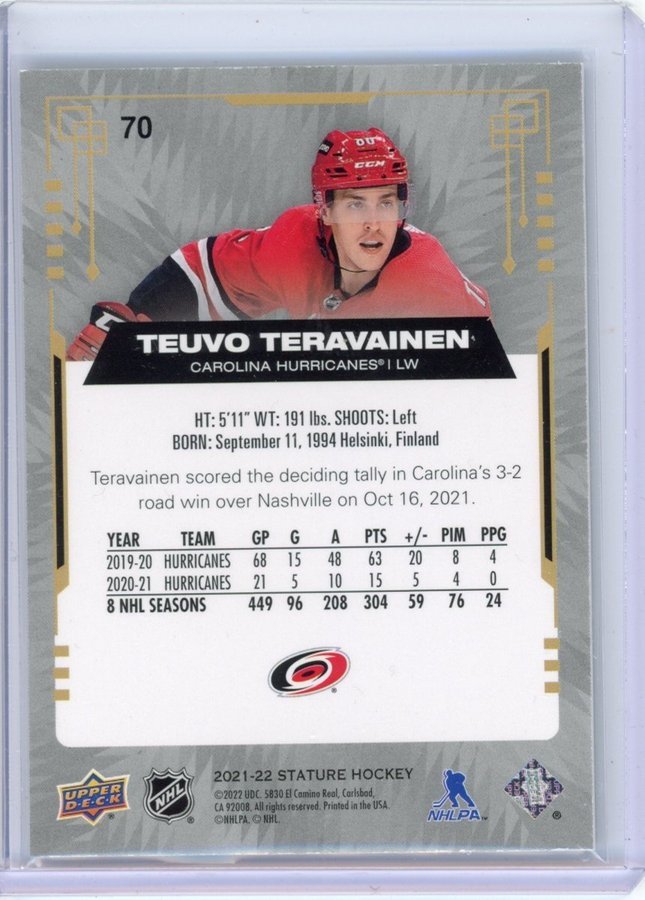 70
CCM
TEUVO TERAVAINEN
CAROLINA HURRICANES® | LW
HT: 5'11" WT: 191 lbs. SHOOTS: Left
BORN: September 11, 1994 Helsinki, Finland
Teravainen scored the deciding tally in Carolina's 3-2
road win over Nashville on Oct 16, 2021.
YEAR TEAM GP G A PTS +/- PIM PPG
2019-20 HURRICANES 68 15 48 63 20 8 4
2020-21 HURRICANES 21 5 10 15 5 4 0
8 NHL SEASONS 449 96 208 304 59 76 24
®
UPPER DECK ®
NHL
2021-22 STATURE HOCKEY
©2022 UDC. 5830 El Camino Real, Carlsbad,
CA 92008. All rights reserved. Printed in the USA.
©NHLPA. © NHL.
NHLPA™
®